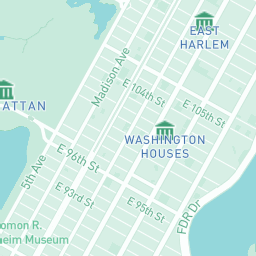 EAST
HARLEM
Madison Ave
E 104th St
E 105th St
ATTAN
WASHINGTON
HOUSES
5th Ave
E 96th St
E 93rd St
E 95th St
FDR Dr
omon R.
heim Museum